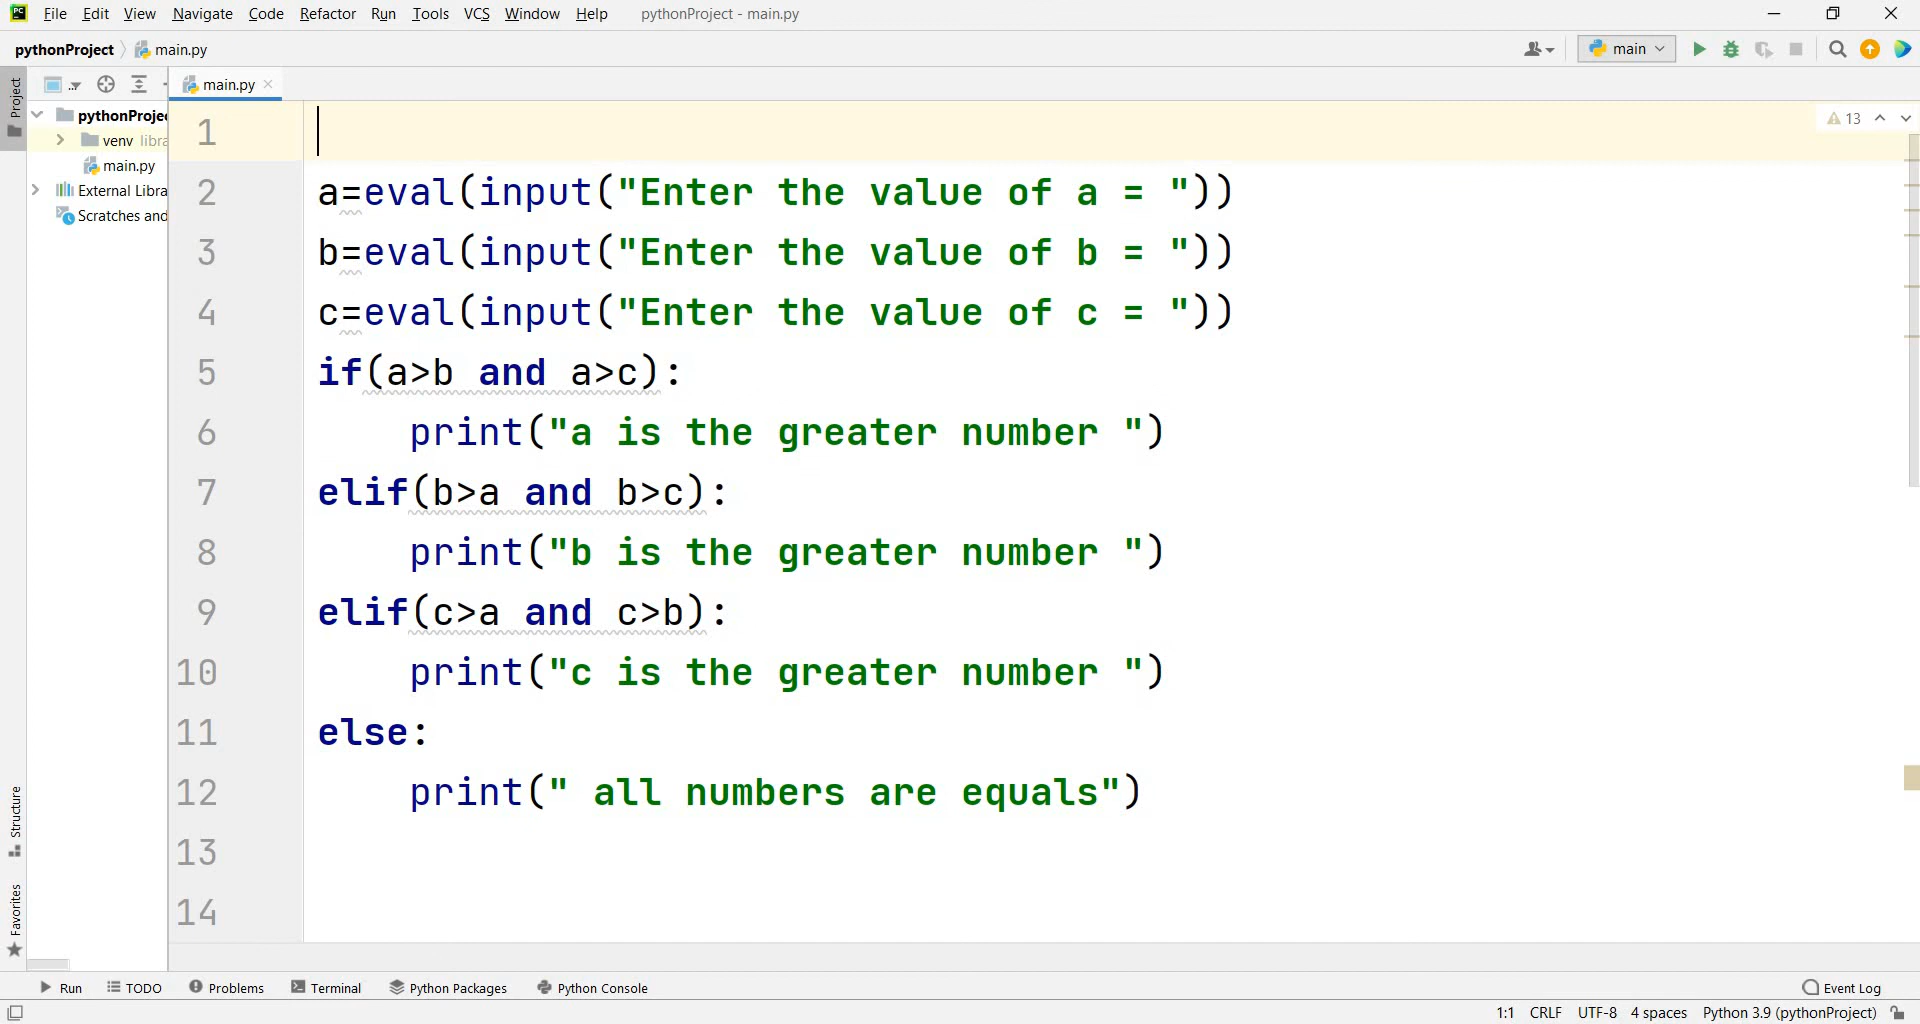 File Edit View Navigate Code Refactor Run Tools VCS Window Help pythonProject - main.py
pythonProject main.py main
Project
main.py
pythonProje
venv libra
main.py
External Libra
Scratches and
13
1
2 a=eval(input("Enter the value of a = "))
3 b=eval(input("Enter the value of b = "))
4 c=eval(input("Enter the value of c = "))
5 if(a>b and a>c):
6 print("a is the greater number ")
7 elif(b>a and b>c):
8 print("b is the greater number ")
9 elif(c>a and c>b):
10 print("c is the greater number ")
11 else:
12 print(" all numbers are equals")
13
14
Structure
Favorites
Run TODO Problems Terminal Python Packages Python Console Event Log
1:1 CRLF UTF-8 4 spaces Python 3.9 (pythonProject)